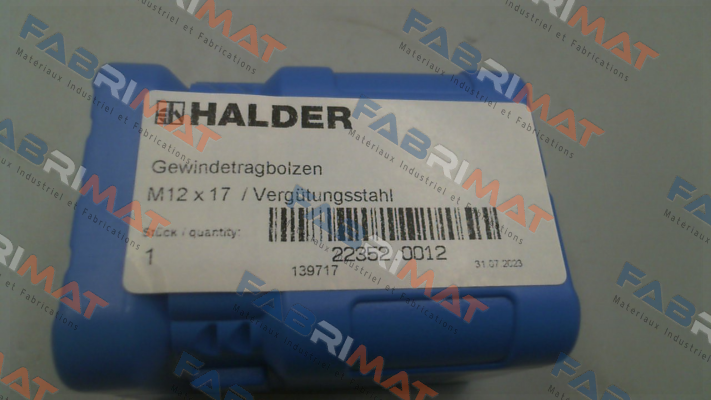 HALDER
Gewindetragbolzen
M12 x 17 / Vergütungsstahl
Stück / quantity:
1
22352.0012
139717
31.07.2023
FABRIMAT
Materiaux Industriel et Fabrications